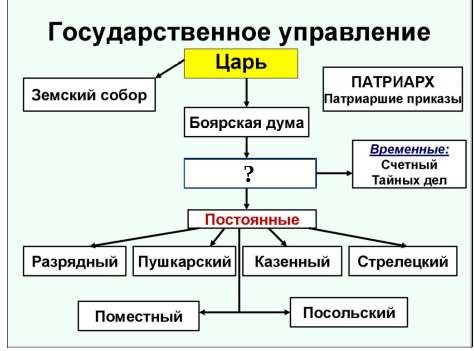 Государственное управление
Царь
Земский собор
ПАТРИАРХ
Патриаршие приказы
Боярская дума
Временные:
Счетный
Тайных дел
?
Постоянные
Разрядный
Пушкарский
Казенный
Стрелецкий
Поместный
Посольский